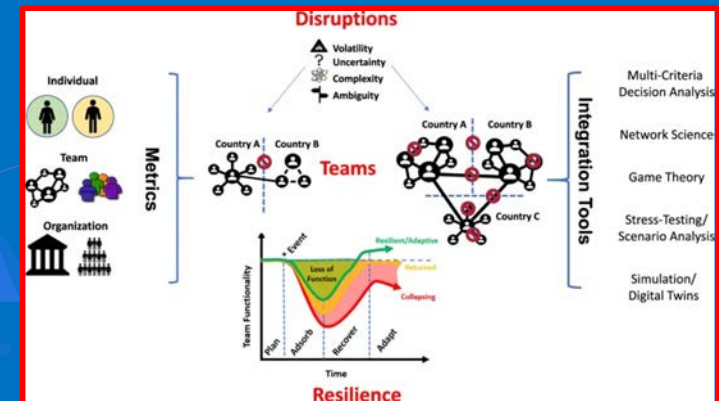 Disruptions
Volatility
Uncertainty
Complexity
Ambiguity
Individual
Team
Organization
Metrics
Country A
Country B
Teams
Country A
Country B
Country C
Integration Tools
Multi-Criteria
Decision Analysis
Network Science
Game Theory
Stress-Testing/
Scenario Analysis
Simulation/
Digital Twins
Team Functionality
* Event
Loss of
Function
Resilient/Adaptive
Returned
Collapsing
Plan
Adsorb
Recover
Adapt
Time
Resilience